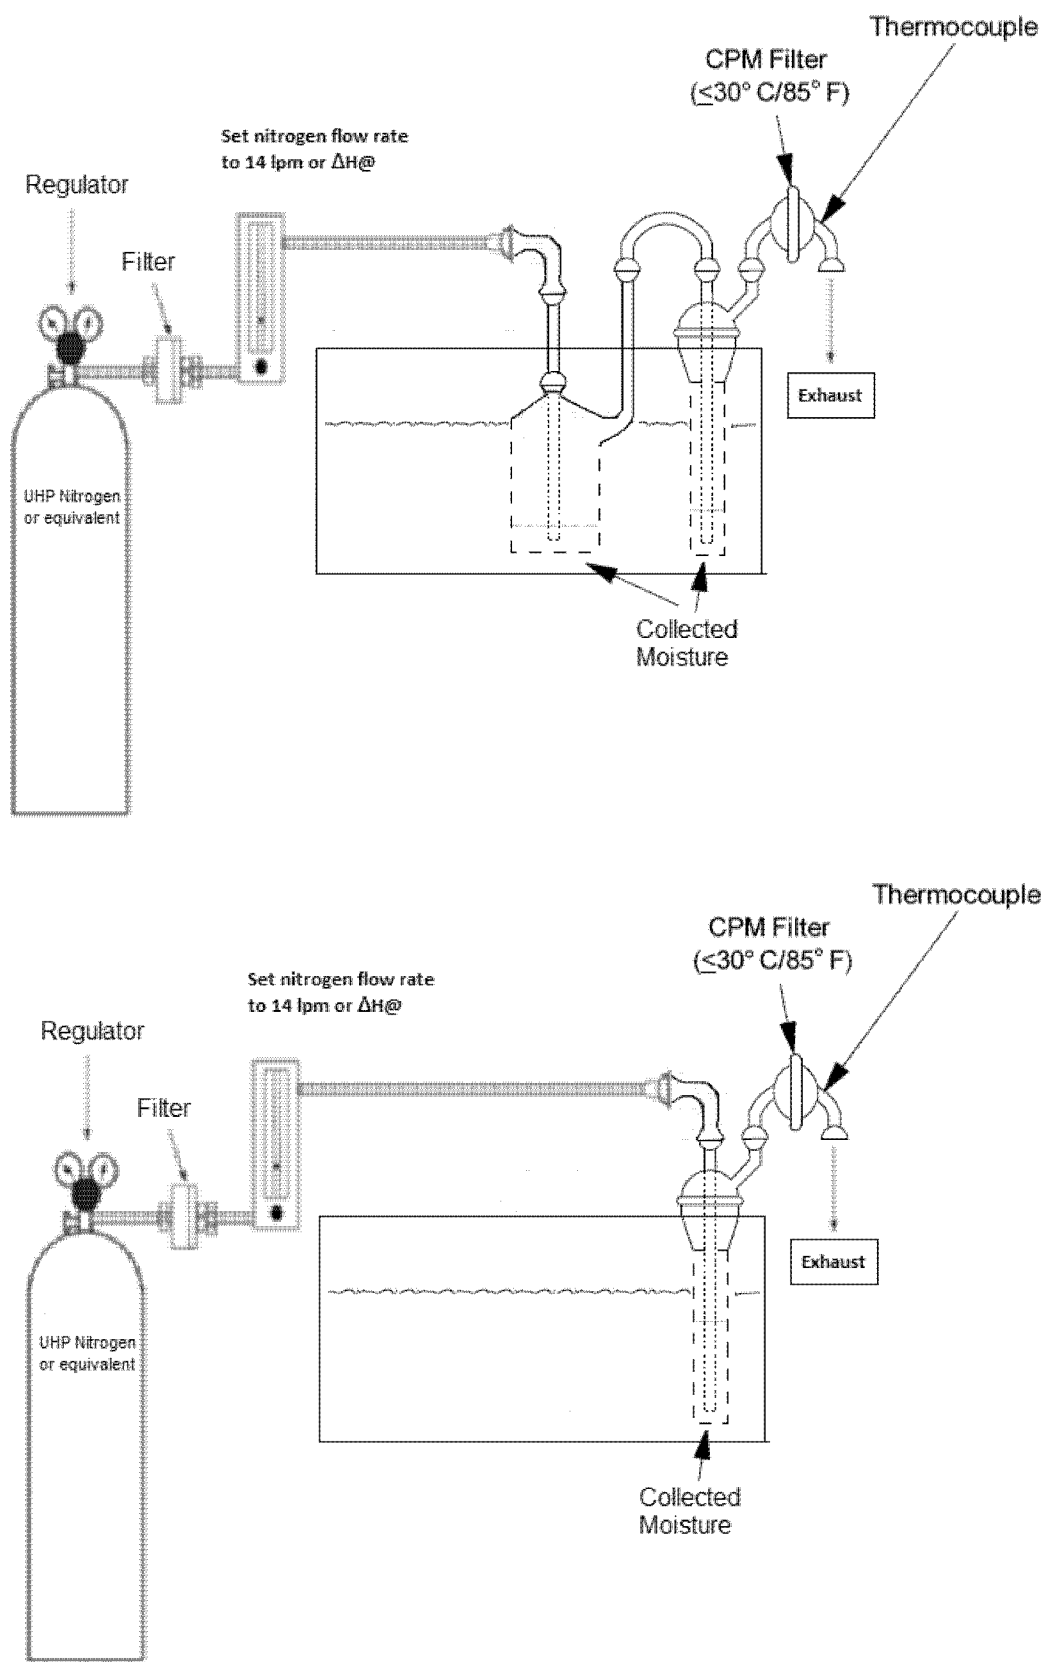 Thermocouple
CPM Filter
(≤30° C/85° F)
Set nitrogen flow rate
to 14 lpm or ΔH@
Regulator
Filter
Exhaust
UHP Nitrogen
or equivalent
Collected
Moisture
Thermocouple
CPM Filter
(≤30° C/85° F)
Set nitrogen flow rate
to 14 lpm or ΔH@
Regulator
Filter
Exhaust
UHP Nitrogen
or equivalent
Collected
Moisture